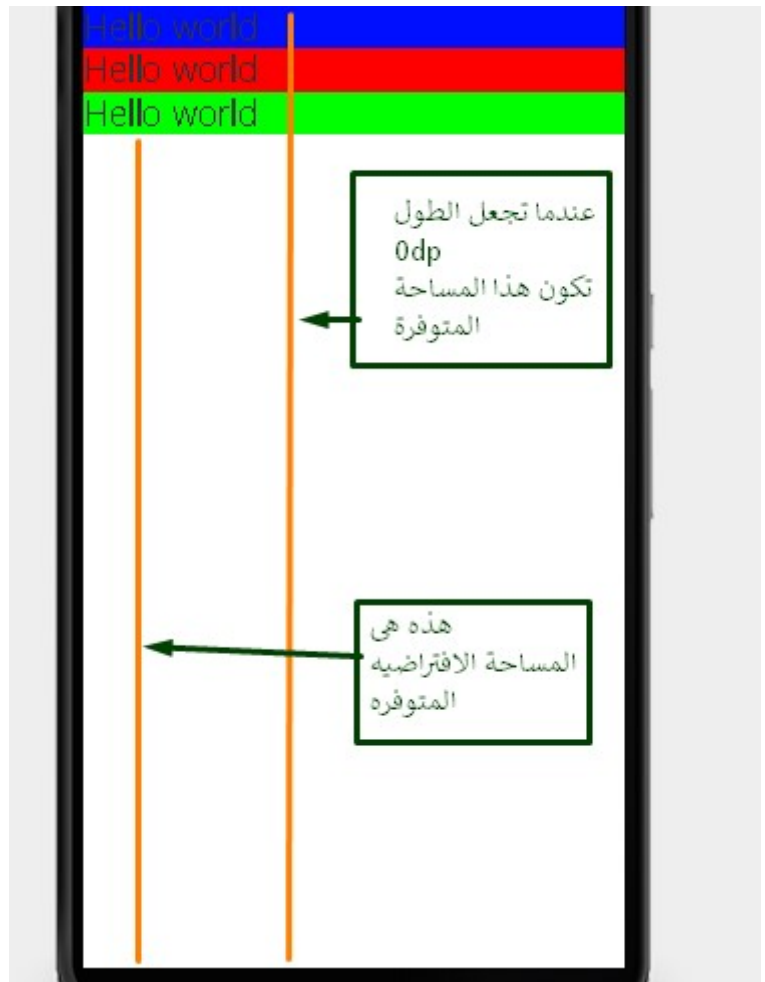 Hello world
Hello world
Hello world
عندما تجعل الطول
0dp
تكون هذا المساحة
المتوفرة
هذه هى
المساحة الافتراضيه
المتوفره